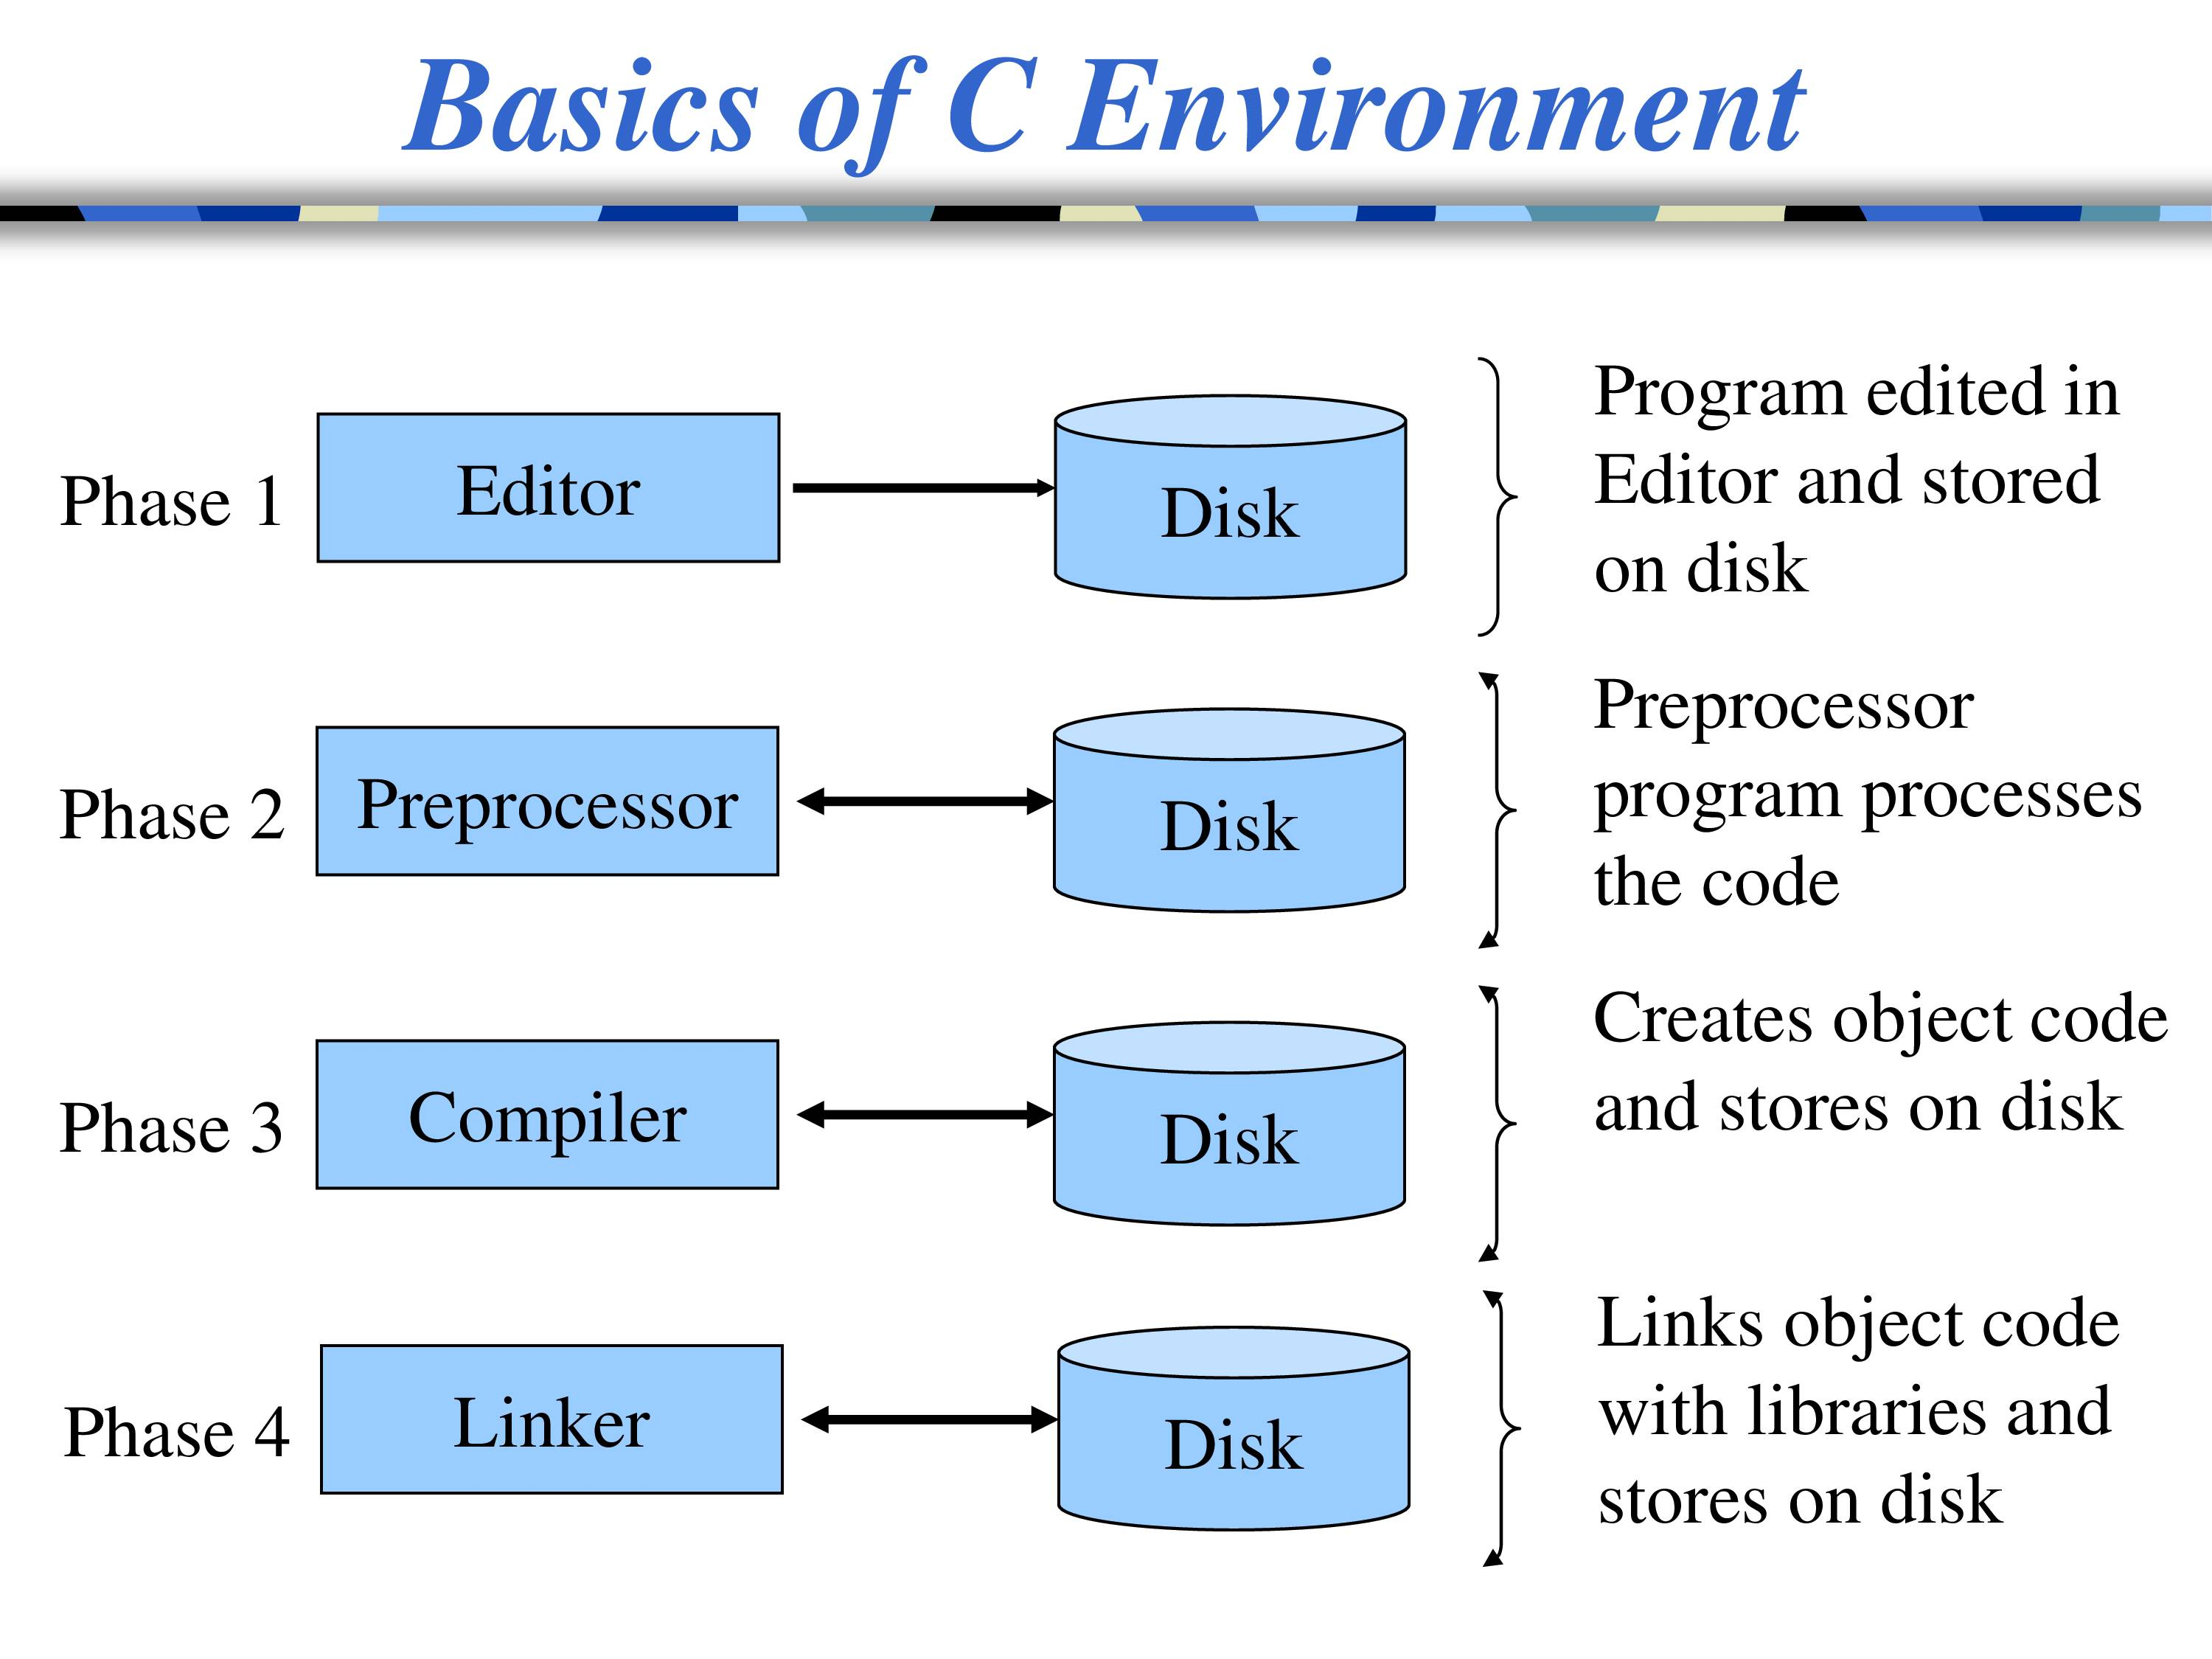 Basics of C Environment
Phase 1
Editor
Disk
Program edited in
Editor and stored
on disk
Phase 2
Preprocessor
Disk
Preprocessor
program processes
the code
Phase 3
Compiler
Disk
Creates object code
and stores on disk
Phase 4
Linker
Disk
Links object code
with libraries and
stores on disk